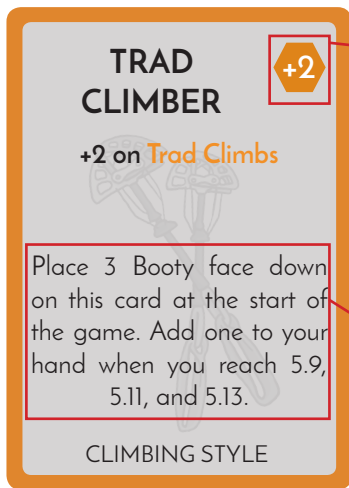 TRAD
CLIMBER
+2
+2 on Trad Climbs
Place 3 Booty face down
on this card at the start of
the game. Add one to your
hand when you reach 5.9,
5.11, and 5.13.
CLIMBING STYLE